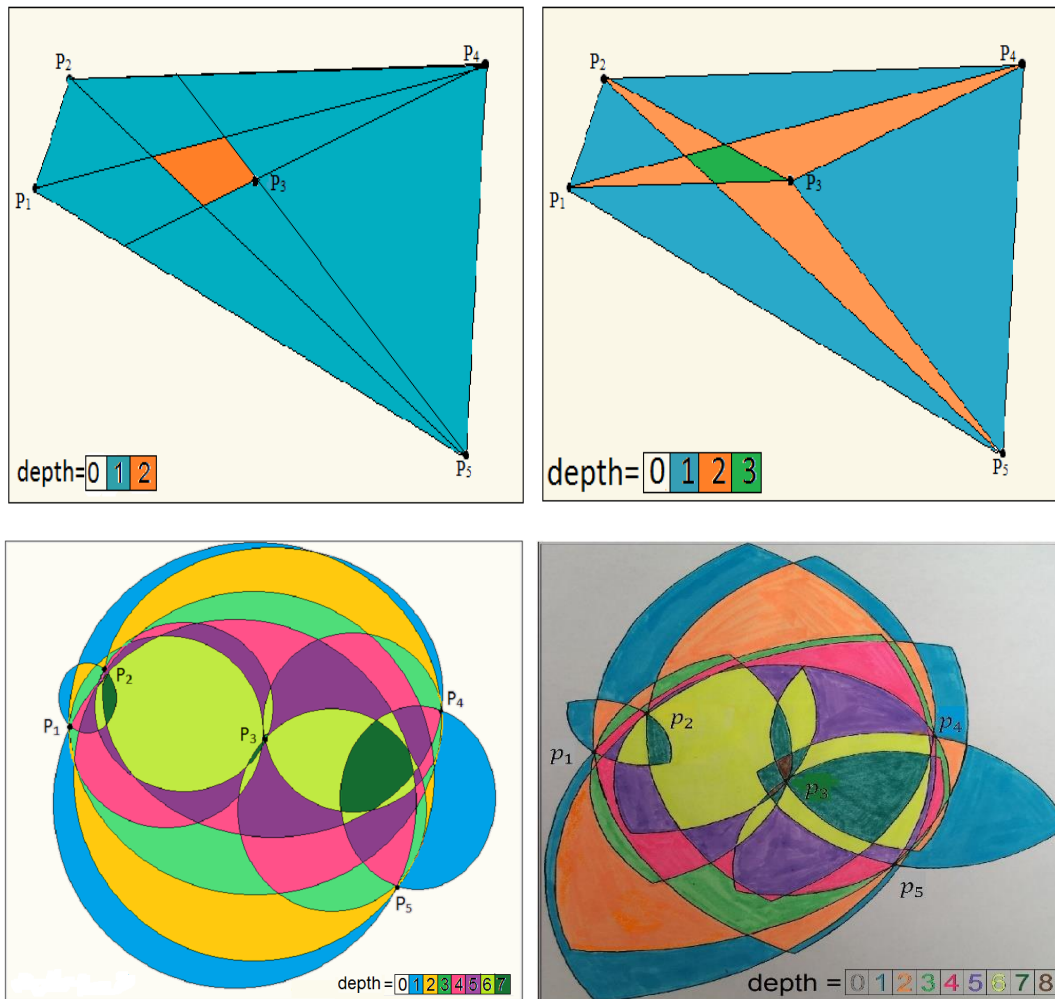 P2
P4
P3
P1
P5
depth= 0 1 2
P2
P4
P3
P1
P5
depth= 0 1 2 3
P2
P4
P1
P3
P5
depth = 0 1 2 3 4 5 6 7
p2
p4
p1
p3
p5
depth = 0 1 2 3 4 5 6 7 8